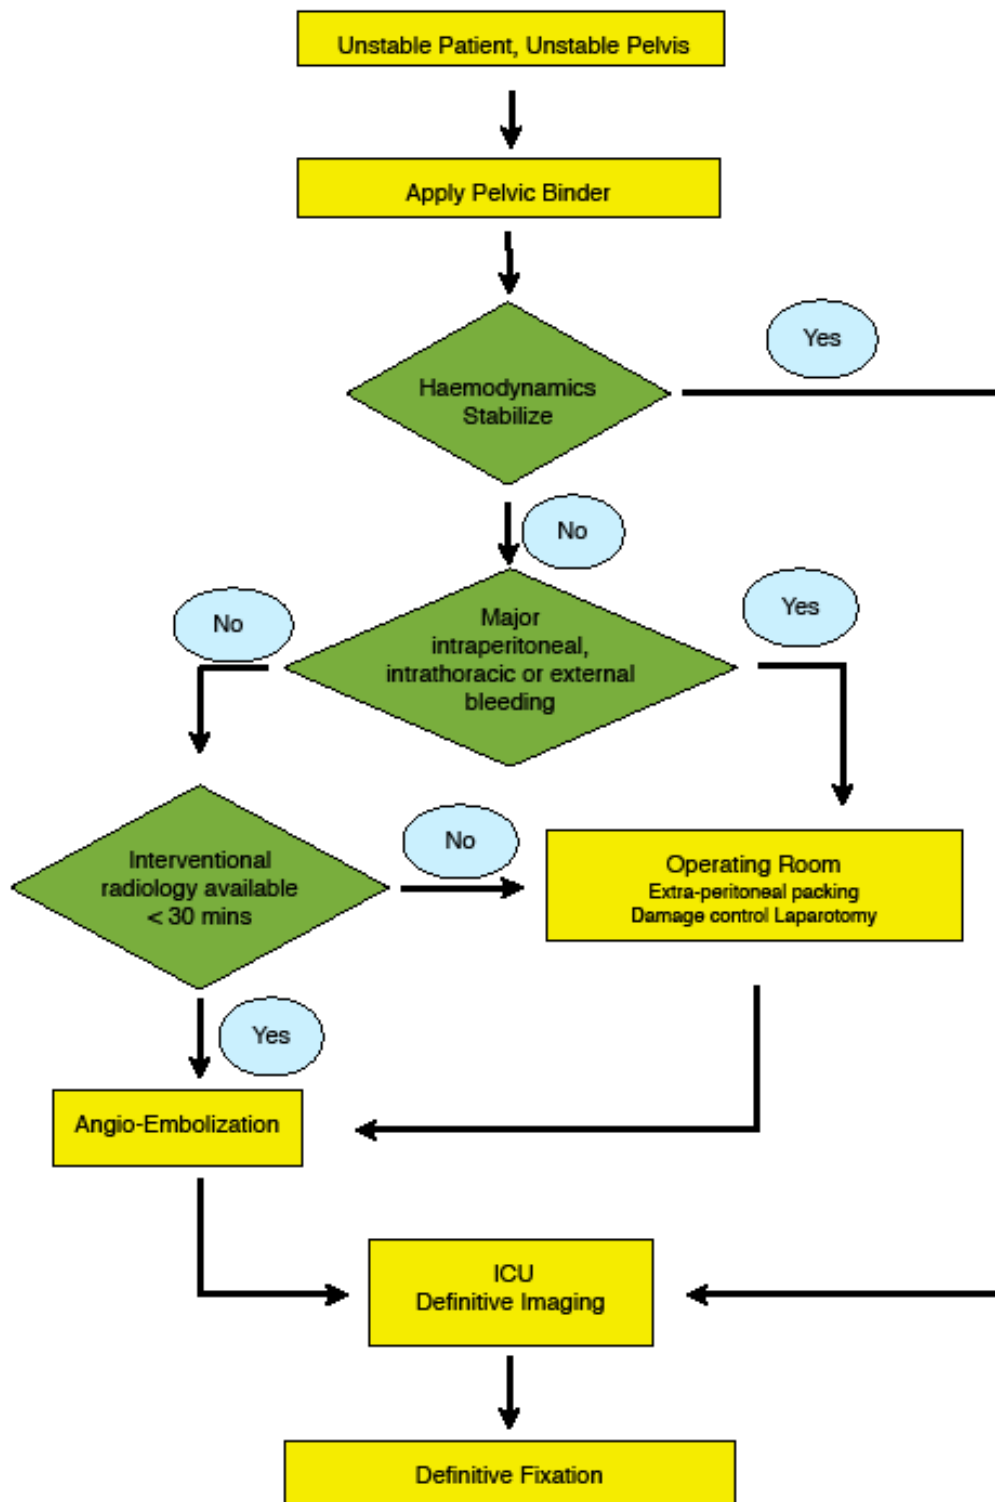 Unstable Patient, Unstable Pelvis
Apply Pelvic Binder
Yes
Haemodynamics
Stabilize
No
No
Major
intraperitoneal,
intrathoracic or external
bleeding
Yes
Interventional
radiology available
< 30 mins
No
Operating Room
Extra-peritoneal packing
Damage control Laparotomy
Yes
Angio-Embolization
ICU
Definitive Imaging
Definitive Fixation